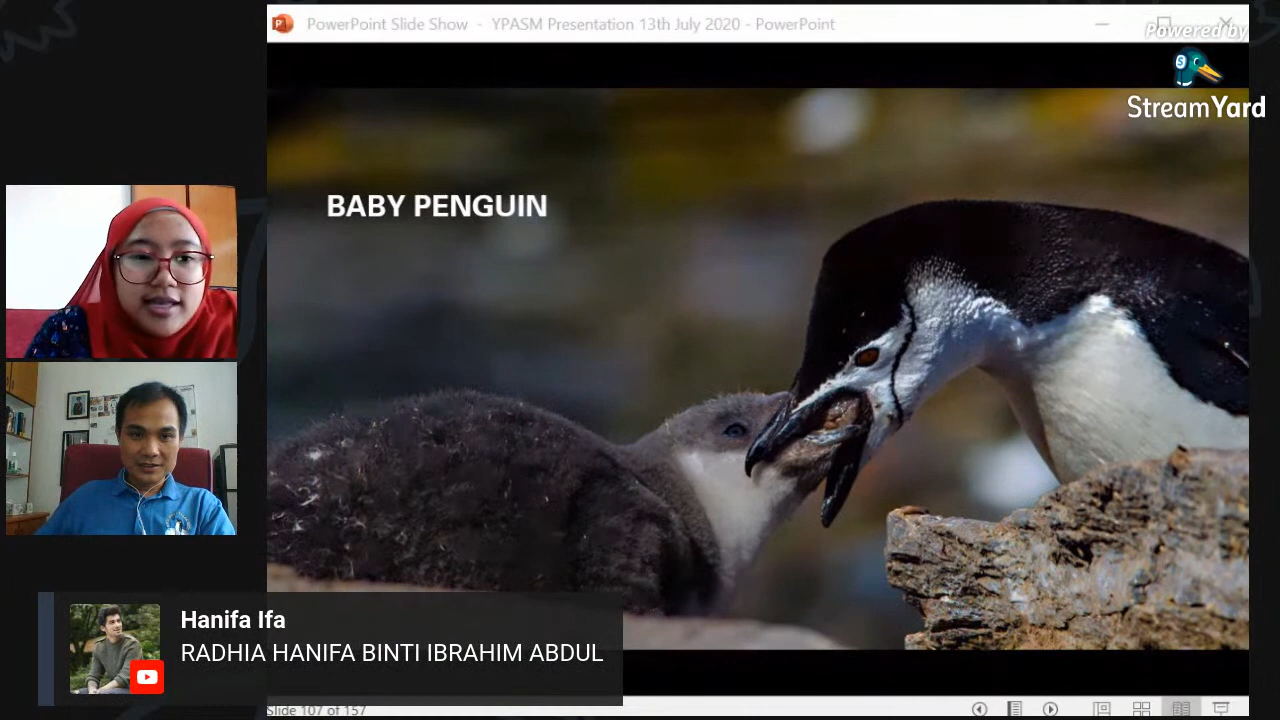 PowerPoint Slide Show - YPASM Presentation 13th July 2020 - PowerPoint
Powered by
StreamYard
BABY PENGUIN
Hanifa Ifa
RADHIA HANIFA BINTI IBRAHIM ABDUL
Slide 107 of 157